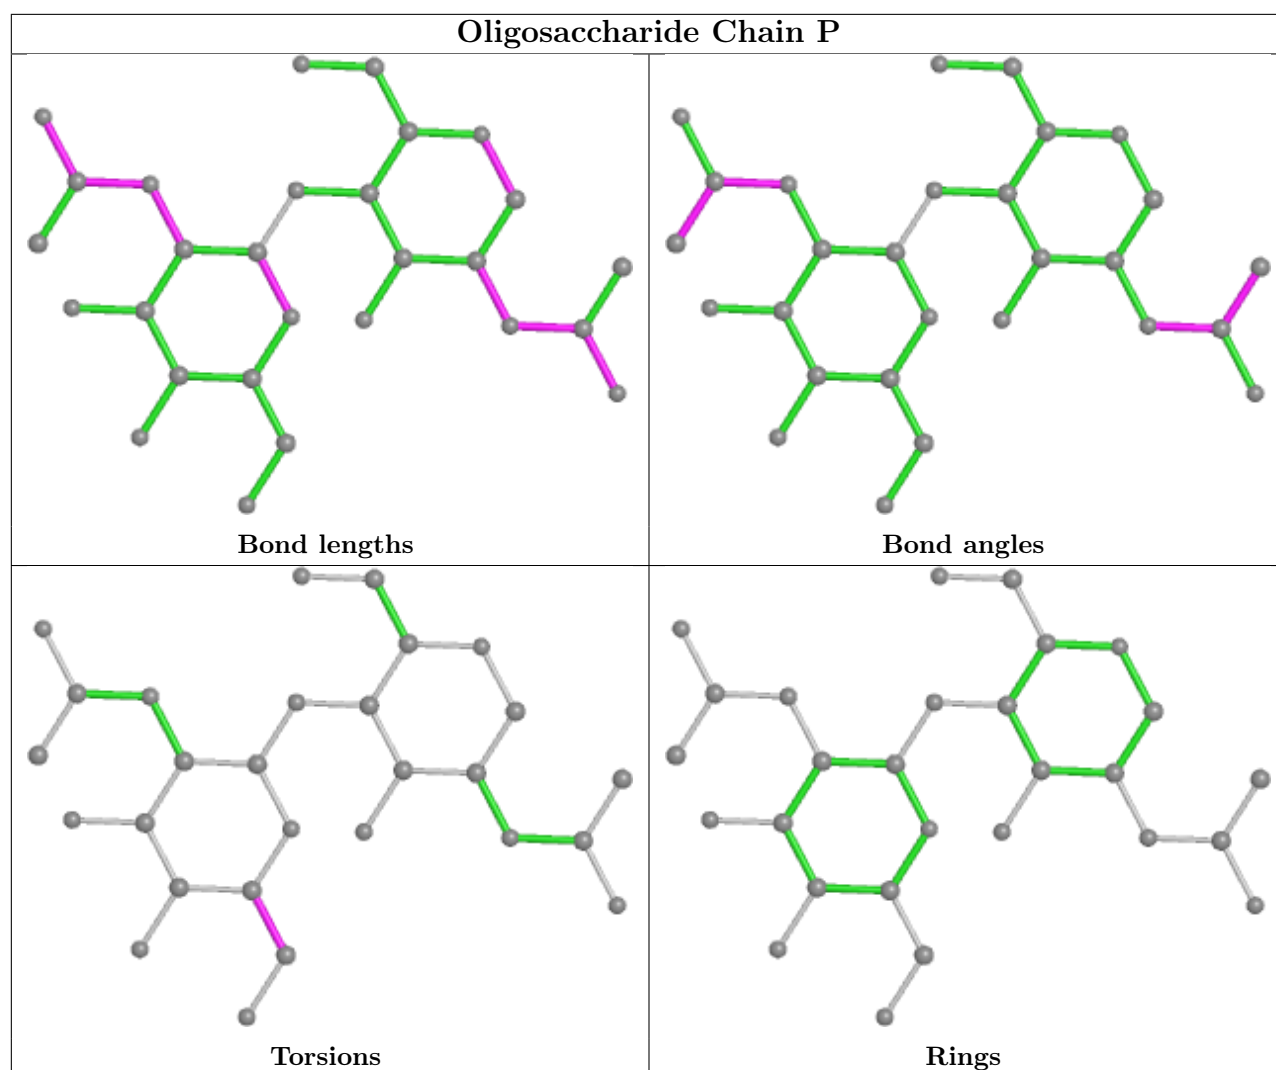 Oligosaccharide Chain P
Bond lengths
Bond angles
Torsions
Rings